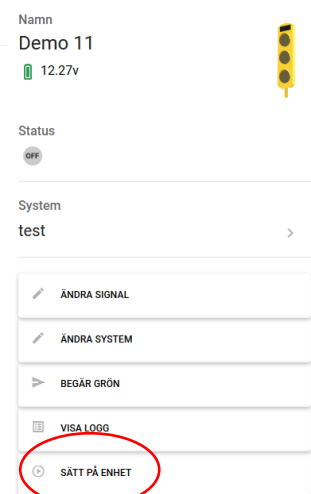 Namn
Demo 11
12.27v
Status
OFF
System
test
ÄNDRA SIGNAL
ÄNDRA SYSTEM
BEGÄR GRÖN
VISA LOGG
SÄTT PÅ ENHET